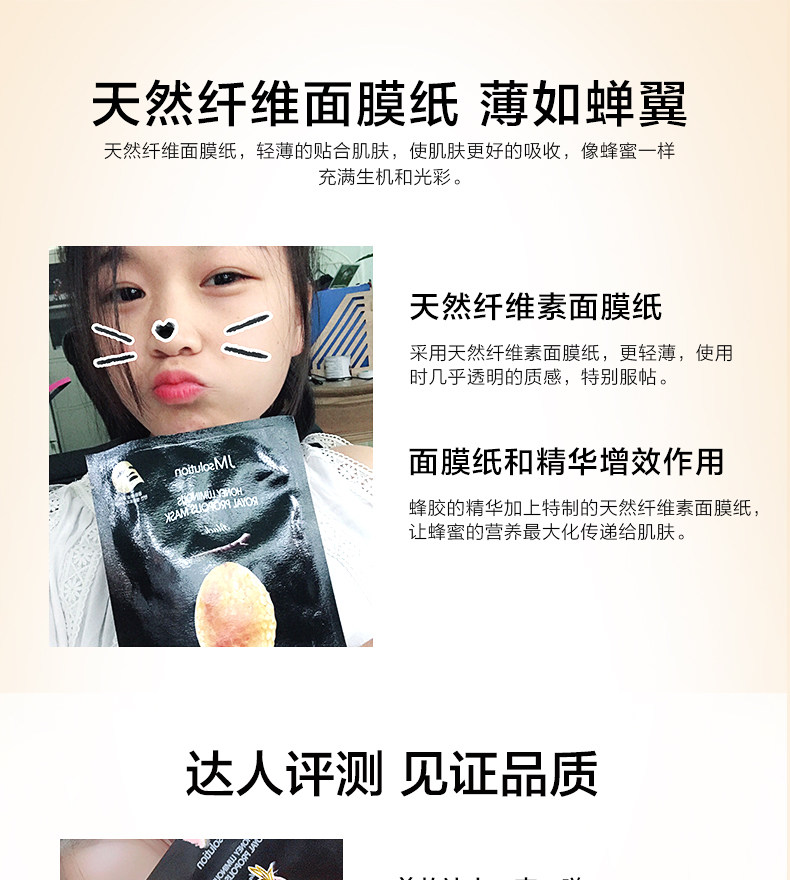 天然纤维面膜纸 薄如蝉翼
天然纤维面膜纸，轻薄的贴合肌肤，使肌肤更好的吸收，像蜂蜜一样
充满生机和光彩。
天然纤维素面膜纸
采用天然纤维素面膜纸，更轻薄，使用
时几乎透明的质感，特别服帖。
面膜纸和精华增效作用
蜂胶的精华加上特制的天然纤维素面膜纸，
让蜂蜜的营养最大化传递给肌肤。
JMsolution
HONEY LUMINOUS
ROYAL PROPOLIS MASK
达人评测 见证品质
JMsolution
HONEY LUMINOUS
ROYAL PROPOLIS